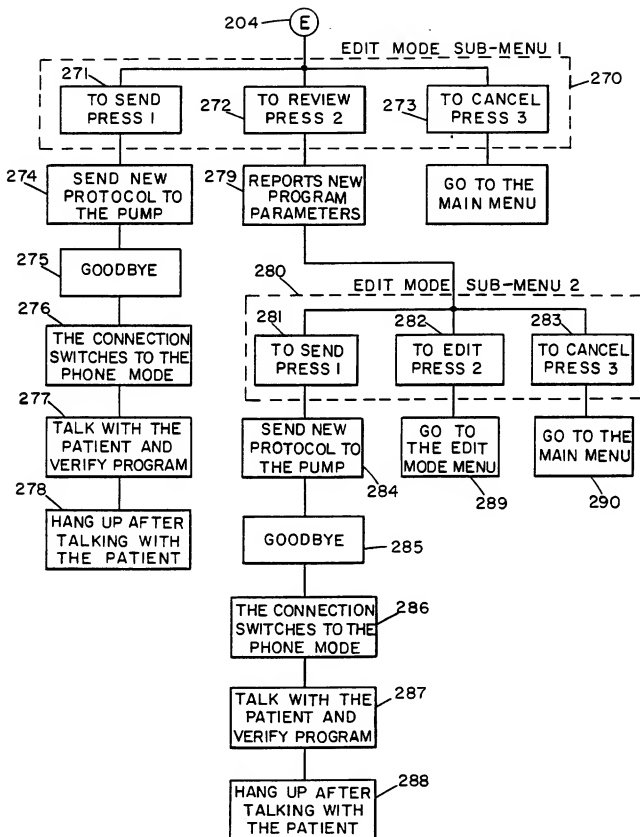 204
E
EDIT MODE SUB-MENU 1
271
270
TO SEND
PRESS 1
272
TO REVIEW
PRESS 2
273
TO CANCEL
PRESS 3
274
SEND NEW
PROTOCOL TO
THE PUMP
279
REPORTS NEW
PROGRAM
PARAMETERS
GO TO THE
MAIN MENU
275
GOODBYE
276
THE CONNECTION
SWITCHES TO THE
PHONE MODE
277
TALK WITH THE
PATIENT AND
VERIFY PROGRAM
278
HANG UP AFTER
TALKING WITH
THE PATIENT
280
EDIT MODE SUB-MENU 2
281
TO SEND
PRESS 1
282
TO EDIT
PRESS 2
283
TO CANCEL
PRESS 3
SEND NEW
PROTOCOL TO
THE PUMP
284
GO TO
THE EDIT
MODE MENU
289
GO TO THE
MAIN MENU
290
GOODBYE
285
THE CONNECTION
SWITCHES TO THE
PHONE MODE
286
TALK WITH THE
PATIENT AND
VERIFY PROGRAM
287
HANG UP AFTER
TALKING WITH
THE PATIENT
288